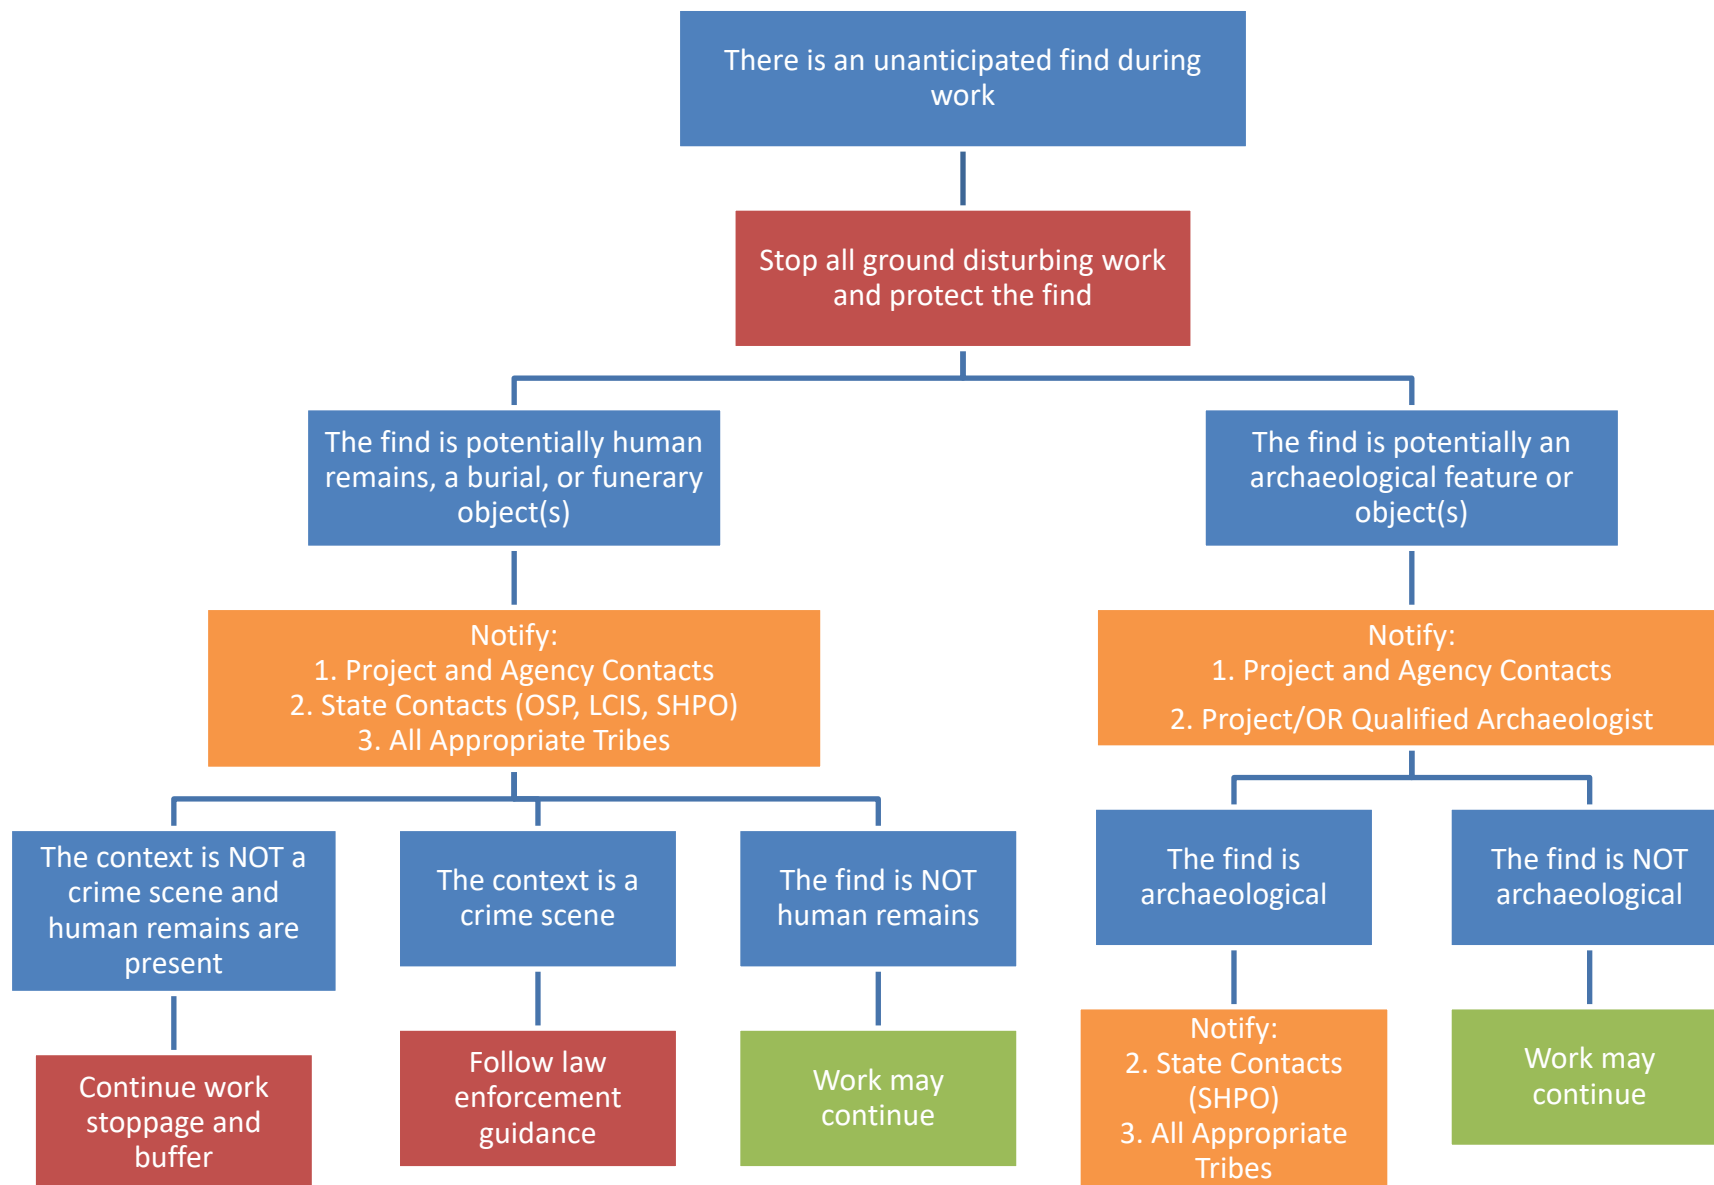 There is an unanticipated find during
work
Stop all ground disturbing work
and protect the find
The find is potentially human
remains, a burial, or funerary
object(s)
The find is potentially an
archaeological feature or
object(s)
Notify:
1. Project and Agency Contacts
2. State Contacts (OSP, LCIS, SHPO)
3. All Appropriate Tribes
Notify:
1. Project and Agency Contacts
2. Project/OR Qualified Archaeologist
The context is NOT a
crime scene and
human remains are
present
The context is a
crime scene
The find is NOT
human remains
The find is
archaeological
The find is NOT
archaeological
Continue work
stoppage and
buffer
Follow law
enforcement
guidance
Work may
continue
Notify:
2. State Contacts
(SHPO)
3. All Appropriate
Tribes
Work may
continue